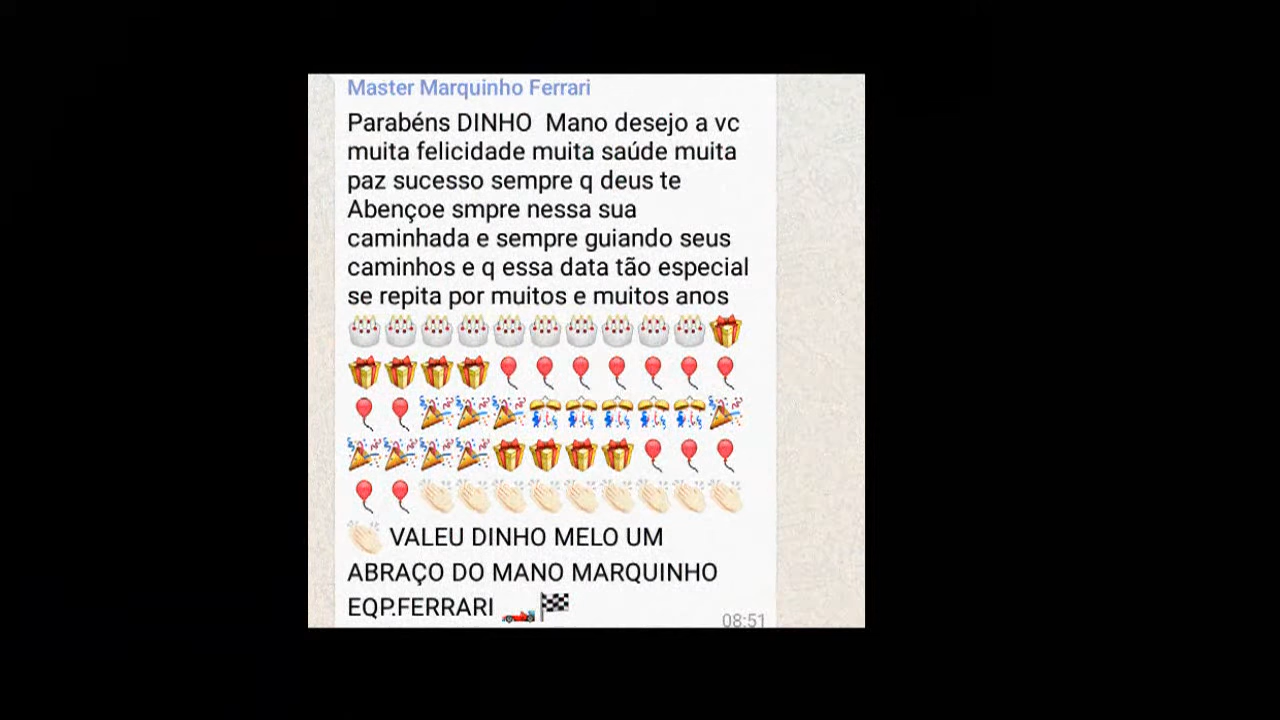 Master Marquinho Ferrari
Parabéns DINHO  Mano desejo a vc
muita felicidade muita saúde muita
paz sucesso sempre q deus te
Abençoe smpre nessa sua
caminhada e sempre guiando seus
caminhos e q essa data tão especial
se repita por muitos e muitos anos
🎂🎂🎂🎂🎂🎂🎂🎂🎂🎂🎁
🎁🎁🎁🎁🎈🎈🎈🎈🎈🎈🎈
🎈🎈🎉🎉🎉🎊🎊🎊🎊🎊🎉
🎉🎉🎉🎉🎁🎁🎁🎁🎈🎈🎈
🎈🎈👏🏻👏🏻👏🏻👏🏻👏🏻👏🏻👏🏻👏🏻👏🏻
👏🏻 VALEU DINHO MELO UM
ABRAÇO DO MANO MARQUINHO
EQP.FERRARI 🏎🏁
08:51